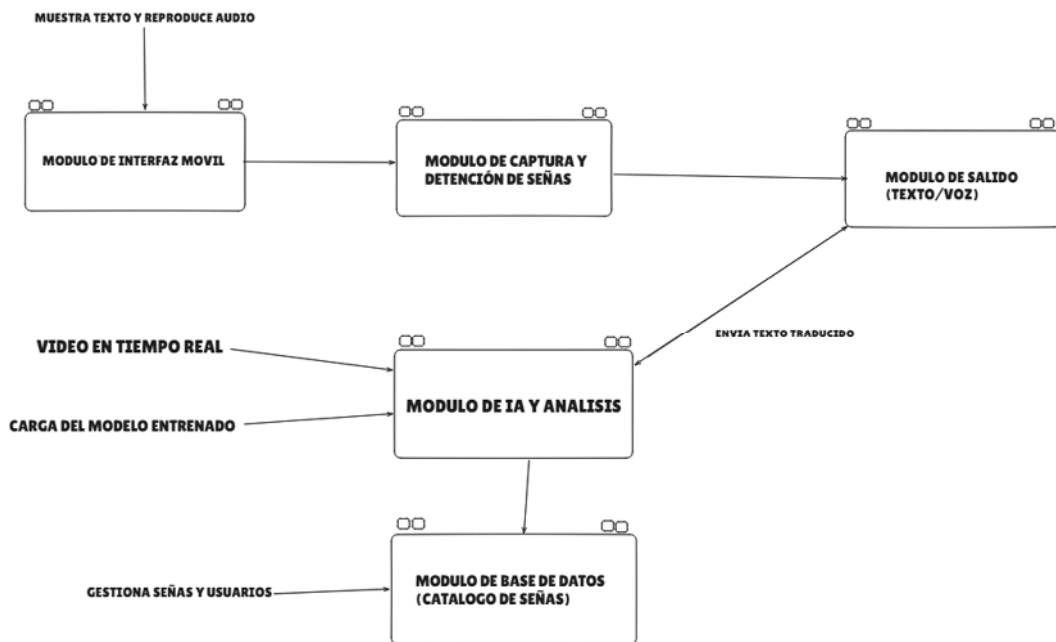 MUESTRA TEXTO Y REPRODUCE AUDIO
MODULO DE INTERFAZ MOVIL
MODULO DE CAPTURA Y
DETENCIÓN DE SEÑAS
MODULO DE SALIDO
(TEXTO/VOZ)
ENVIA TEXTO TRADUCIDO
VIDEO EN TIEMPO REAL
MODULO DE IA Y ANALISIS
CARGA DEL MODELO ENTRENADO
MODULO DE BASE DE DATOS
(CATALOGO DE SEÑAS)
GESTIONA SEÑAS Y USUARIOS